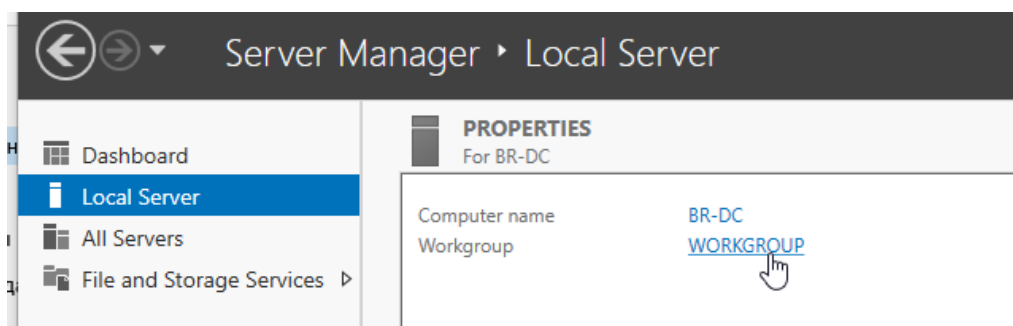 Server Manager ‣ Local Server
PROPERTIES
For BR-DC
Dashboard
Local Server
All Servers
File and Storage Services
Computer name BR-DC
Workgroup WORKGROUP